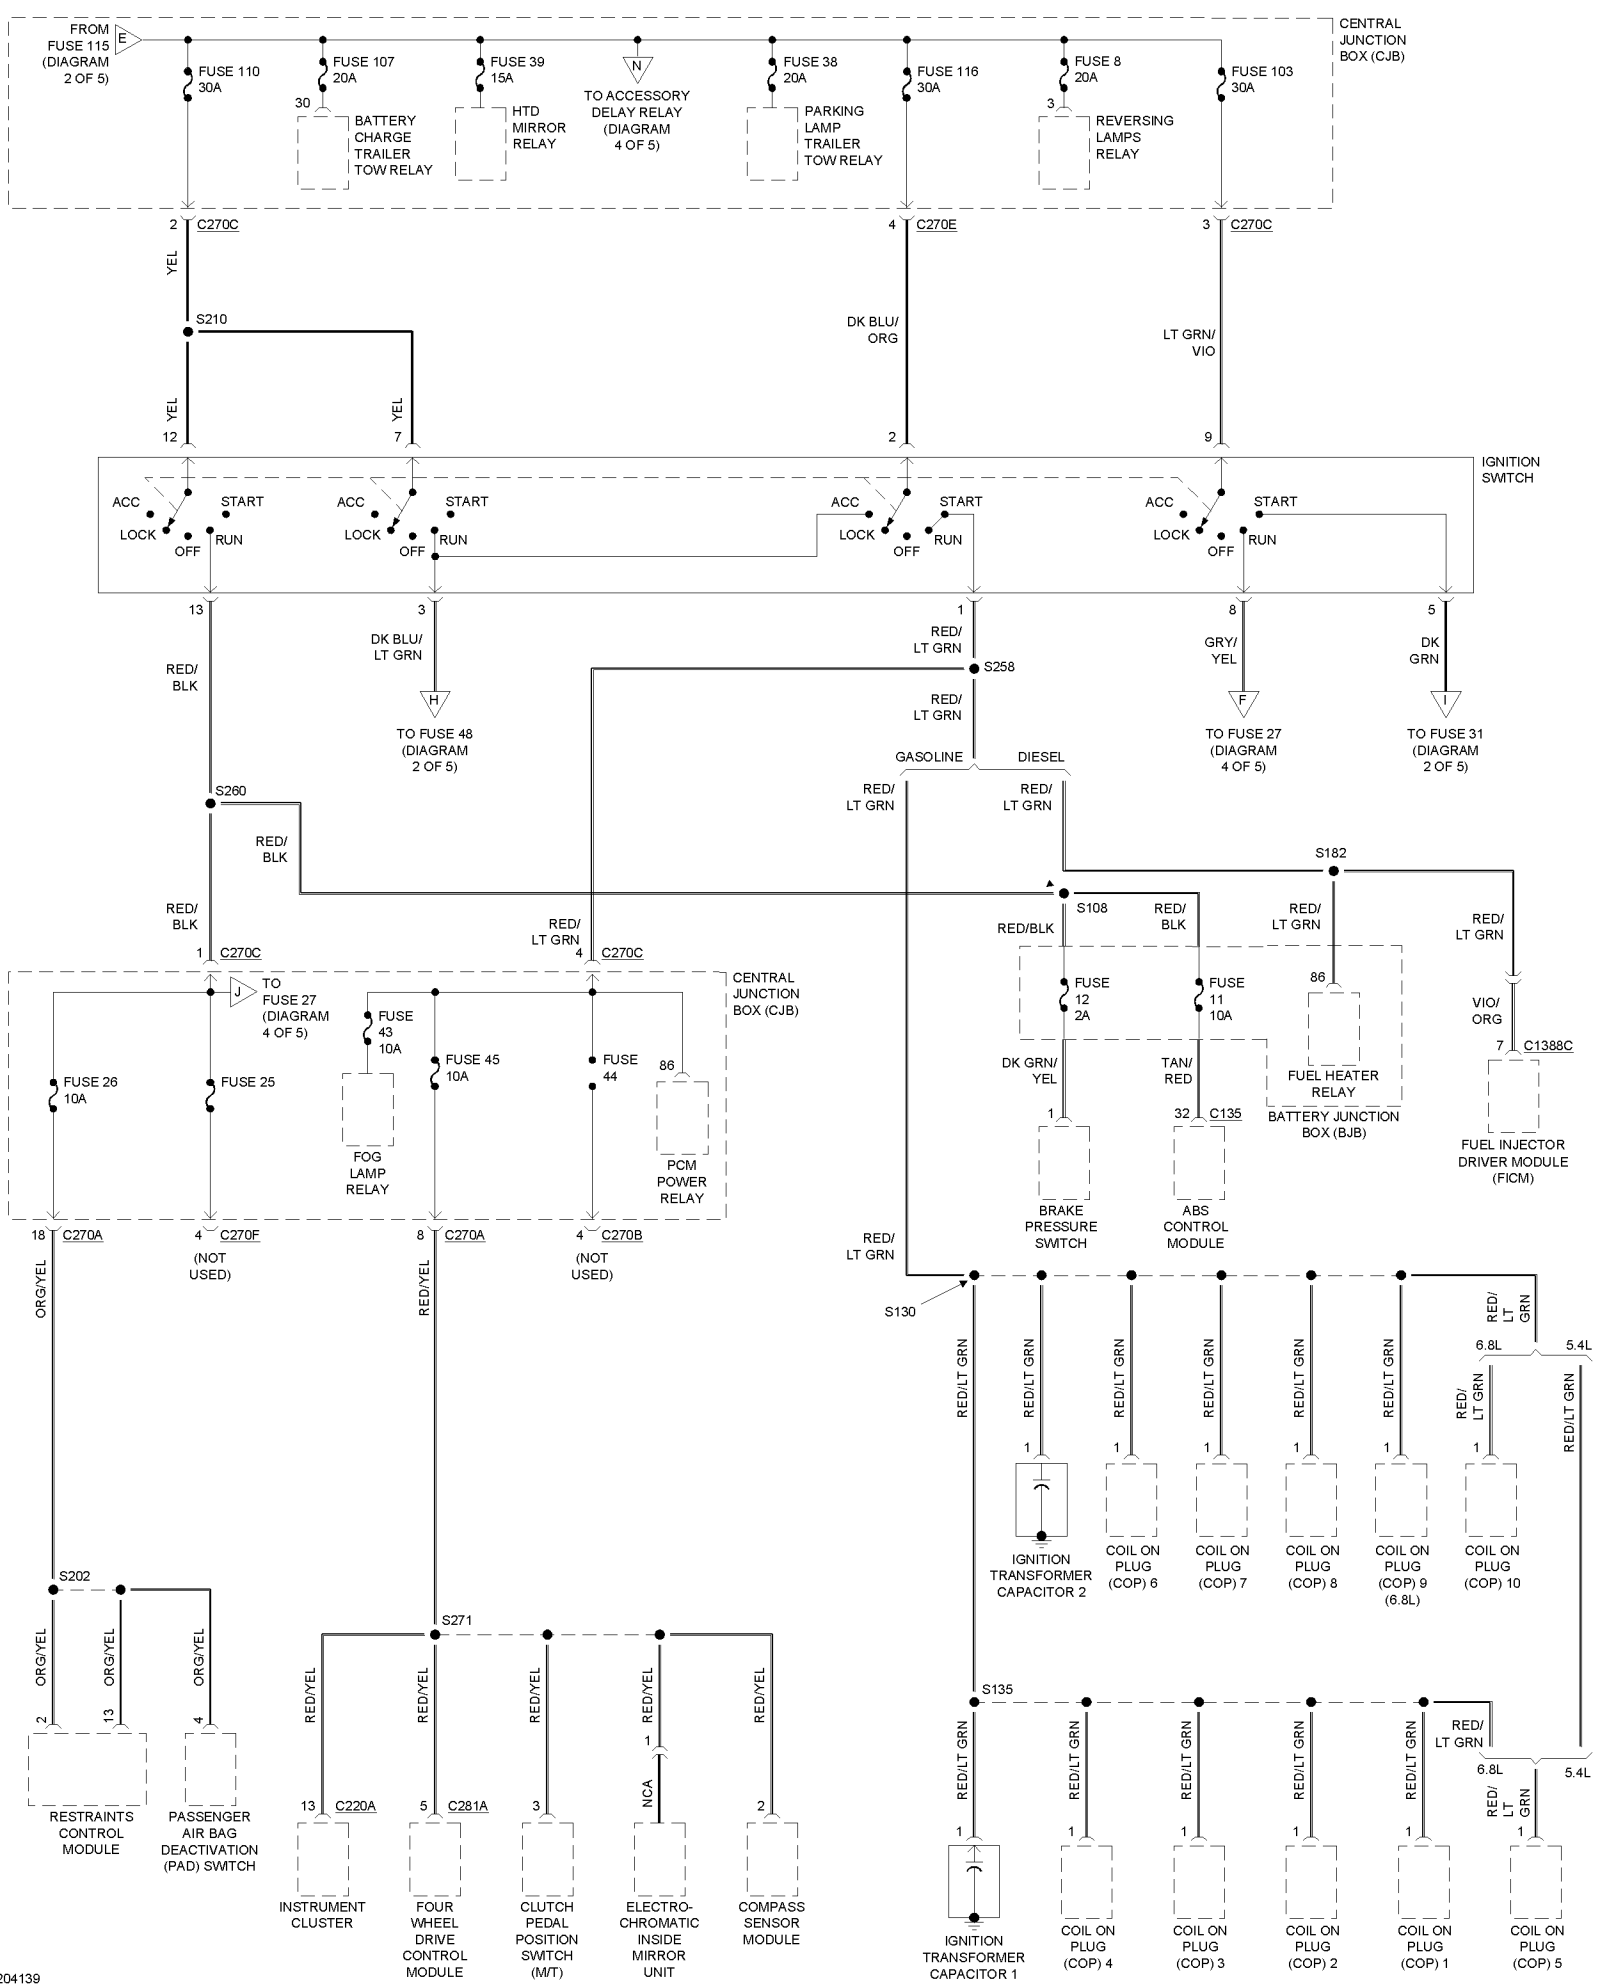 FROM
FUSE 115
(DIAGRAM
2 OF 5)
E
FUSE 110
30A
FUSE 107
20A
30
BATTERY
CHARGE
TRAILER
TOW RELAY
FUSE 39
15A
HTD
MIRROR
RELAY
N
TO ACCESSORY
DELAY RELAY
(DIAGRAM
4 OF 5)
FUSE 38
20A
PARKING
LAMP
TRAILER
TOW RELAY
FUSE 116
30A
FUSE 8
20A
3
REVERSING
LAMPS
RELAY
FUSE 103
30A
CENTRAL
JUNCTION
BOX (CJB)
2 C270C
4 C270E
3 C270C
YEL
S210
DK BLU/
ORG
LT GRN/
VIO
YEL
YEL
12
7
2
9
IGNITION
SWITCH
ACC
LOCK
OFF
RUN
START
ACC
LOCK
OFF
RUN
START
ACC
LOCK
OFF
RUN
START
ACC
LOCK
OFF
RUN
START
13
3
1
8
5
RED/
BLK
DK BLU/
LT GRN
RED/
LT GRN
GRY/
YEL
DK
GRN
S258
RED/
LT GRN
H
F
I
TO FUSE 48
(DIAGRAM
2 OF 5)
TO FUSE 27
(DIAGRAM
4 OF 5)
TO FUSE 31
(DIAGRAM
2 OF 5)
GASOLINE
DIESEL
RED/
LT GRN
RED/
LT GRN
S260
RED/
BLK
S182
S108
RED/
BLK
RED/
LT GRN
RED/BLK
RED/
BLK
RED/
LT GRN
RED/
LT GRN
1 C270C
4 C270C
J
TO
FUSE 27
(DIAGRAM
4 OF 5)
CENTRAL
JUNCTION
BOX (CJB)
FUSE
43
10A
FUSE 45
10A
FUSE
44
86
FUSE 26
10A
FUSE 25
FOG
LAMP
RELAY
PCM
POWER
RELAY
FUSE
12
2A
FUSE
11
10A
86
FUEL HEATER
RELAY
BATTERY JUNCTION
BOX (BJB)
VIO/
ORG
7 C1388C
FUEL INJECTOR
DRIVER MODULE
(FICM)
DK GRN/
YEL
TAN/
RED
1
32 C135
BRAKE
PRESSURE
SWITCH
ABS
CONTROL
MODULE
18 C270A
4 C270F
8 C270A
4 C270B
(NOT
USED)
(NOT
USED)
ORG/YEL
RED/YEL
RED/
LT GRN
S130
RED/LT GRN
RED/LT GRN
RED/LT GRN
RED/LT GRN
RED/LT GRN
RED/LT GRN
RED/
LT
GRN
6.8L
5.4L
RED/
LT GRN
RED/LT GRN
1
1
1
1
1
1
IGNITION
TRANSFORMER
CAPACITOR 2
COIL ON
PLUG
(COP) 6
COIL ON
PLUG
(COP) 7
COIL ON
PLUG
(COP) 8
COIL ON
PLUG
(COP) 9
(6.8L)
COIL ON
PLUG
(COP) 10
S202
ORG/YEL
ORG/YEL
ORG/YEL
2
13
4
RESTRAINTS
CONTROL
MODULE
PASSENGER
AIR BAG
DEACTIVATION
(PAD) SWITCH
S271
RED/YEL
RED/YEL
RED/YEL
RED/YEL
RED/YEL
1
NCA
13 C220A
5 C281A
3
2
INSTRUMENT
CLUSTER
FOUR
WHEEL
DRIVE
CONTROL
MODULE
CLUTCH
PEDAL
POSITION
SWITCH
(M/T)
ELECTRO-
CHROMATIC
INSIDE
MIRROR
UNIT
COMPASS
SENSOR
MODULE
S135
RED/LT GRN
RED/LT GRN
RED/LT GRN
RED/LT GRN
RED/LT GRN
RED/
LT GRN
6.8L
5.4L
RED/
LT
GRN
1
1
1
1
1
1
IGNITION
TRANSFORMER
CAPACITOR 1
COIL ON
PLUG
(COP) 4
COIL ON
PLUG
(COP) 3
COIL ON
PLUG
(COP) 2
COIL ON
PLUG
(COP) 1
COIL ON
PLUG
(COP) 5
204139